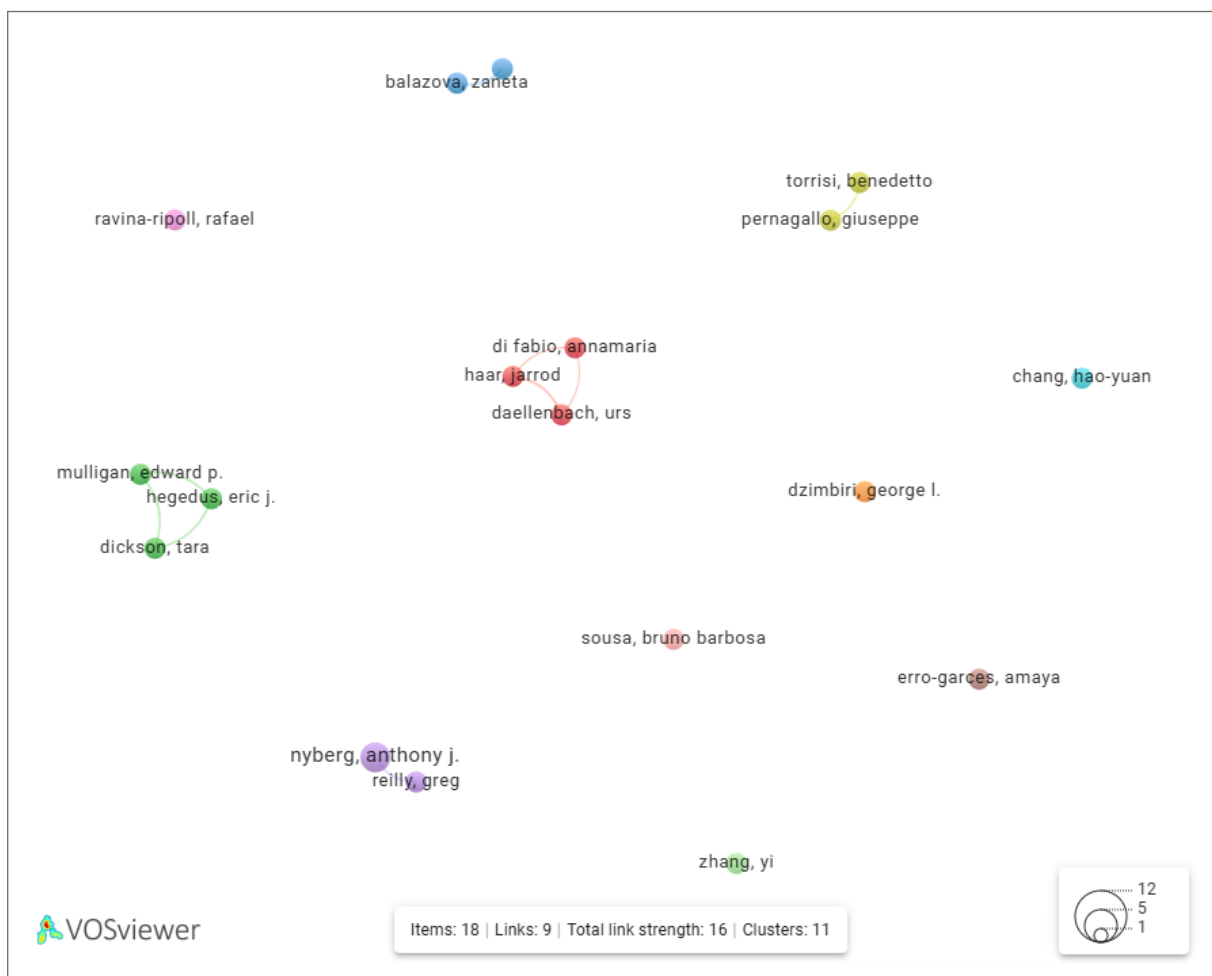 balazova, zaneta
torrisi, benedetto
ravina-ripoll, rafael
pernagallo, giuseppe
di fabio, annamaria
haar, jarrod
chang, hao-yuan
daellenbach, urs
mulligan, edward p.
hegedus, eric j.
dzimbiri, george l.
dickson, tara
sousa, bruno barbosa
erro-garces, amaya
nyberg, anthony j.
reilly, greg
zhang, yi
12
5
1
VOSviewer
Items: 18 | Links: 9 | Total link strength: 16 | Clusters: 11